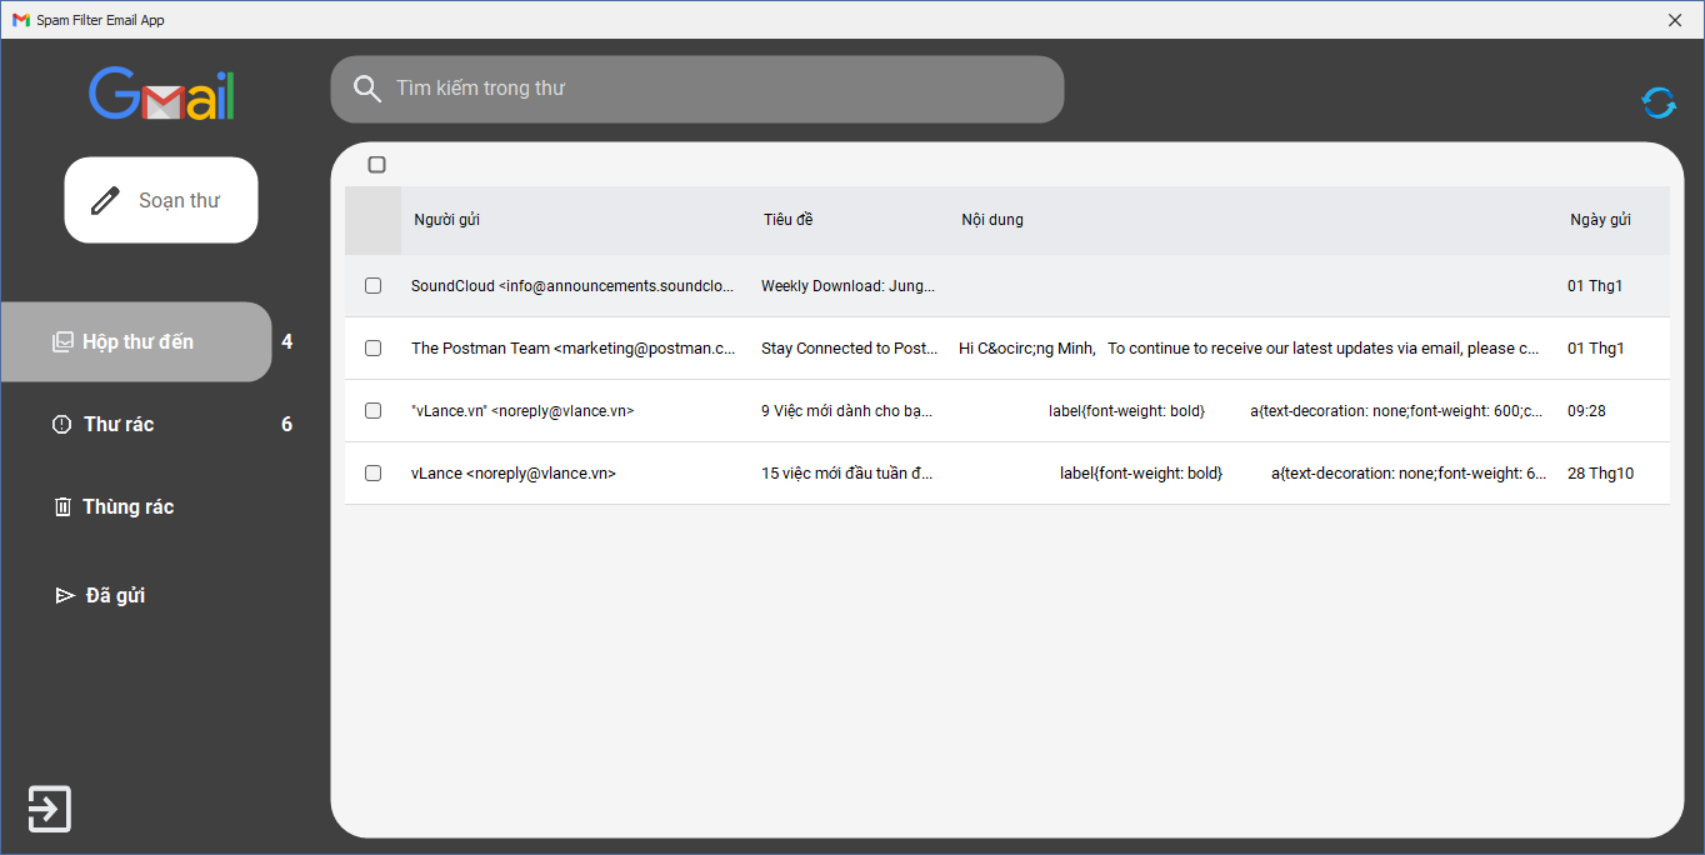 Spam Filter Email App
Gmail
Tìm kiếm trong thư
Soạn thư
Hộp thư đến 4
Thư rác 6
Thùng rác
Đã gửi
Người gửi Tiêu đề Nội dung Ngày gửi
SoundCloud <info@announcements.soundclo... Weekly Download: Jung... 01 Thg1
The Postman Team <marketing@postman.c... Stay Connected to Post... Hi C&ocirc;ng Minh, To continue to receive our latest updates via email, please c... 01 Thg1
"vLance.vn" <noreply@vlance.vn> 9 Việc mới dành cho bạ... label{font-weight: bold} a{text-decoration: none;font-weight: 600;c... 09:28
vLance <noreply@vlance.vn> 15 việc mới đầu tuần đ... label{font-weight: bold} a{text-decoration: none;font-weight: 6... 28 Thg10